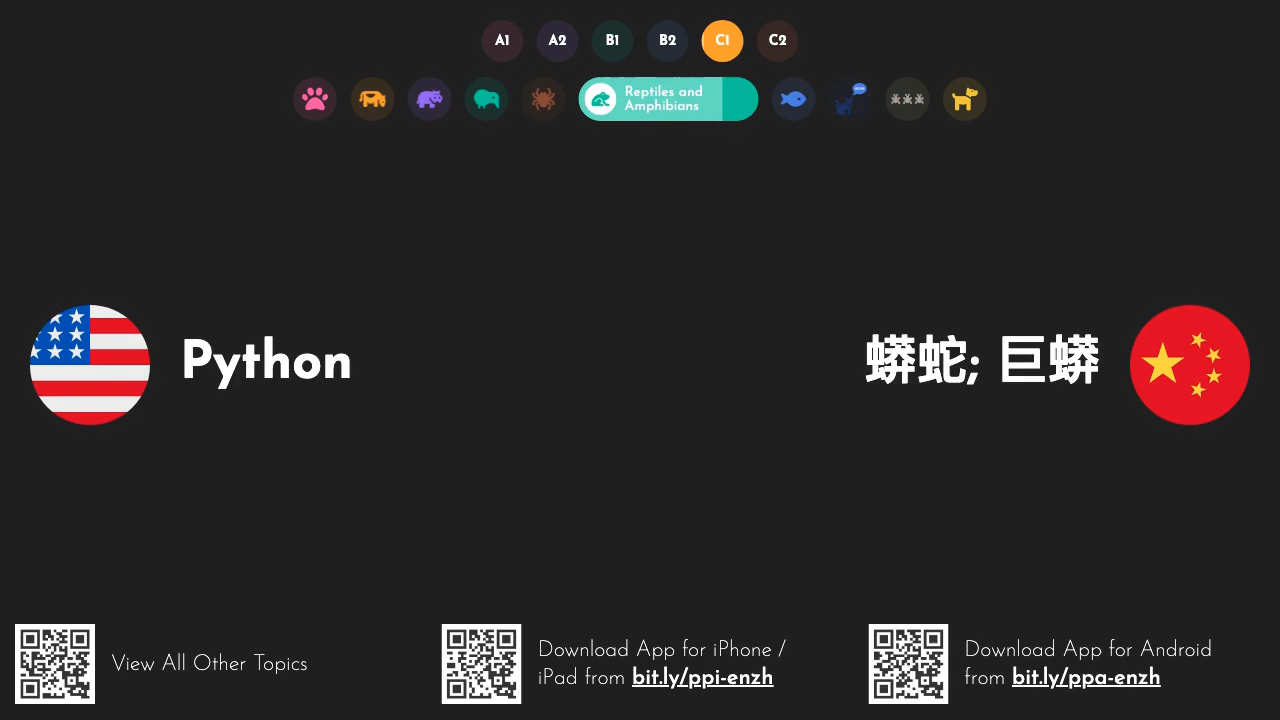 A1 A2 B1 B2 C1 C2
Reptiles and
Amphibians
Python
蟒蛇; 巨蟒
View All Other Topics
Download App for iPhone /
iPad from bit.ly/ppi-enzh
Download App for Android
from bit.ly/ppa-enzh